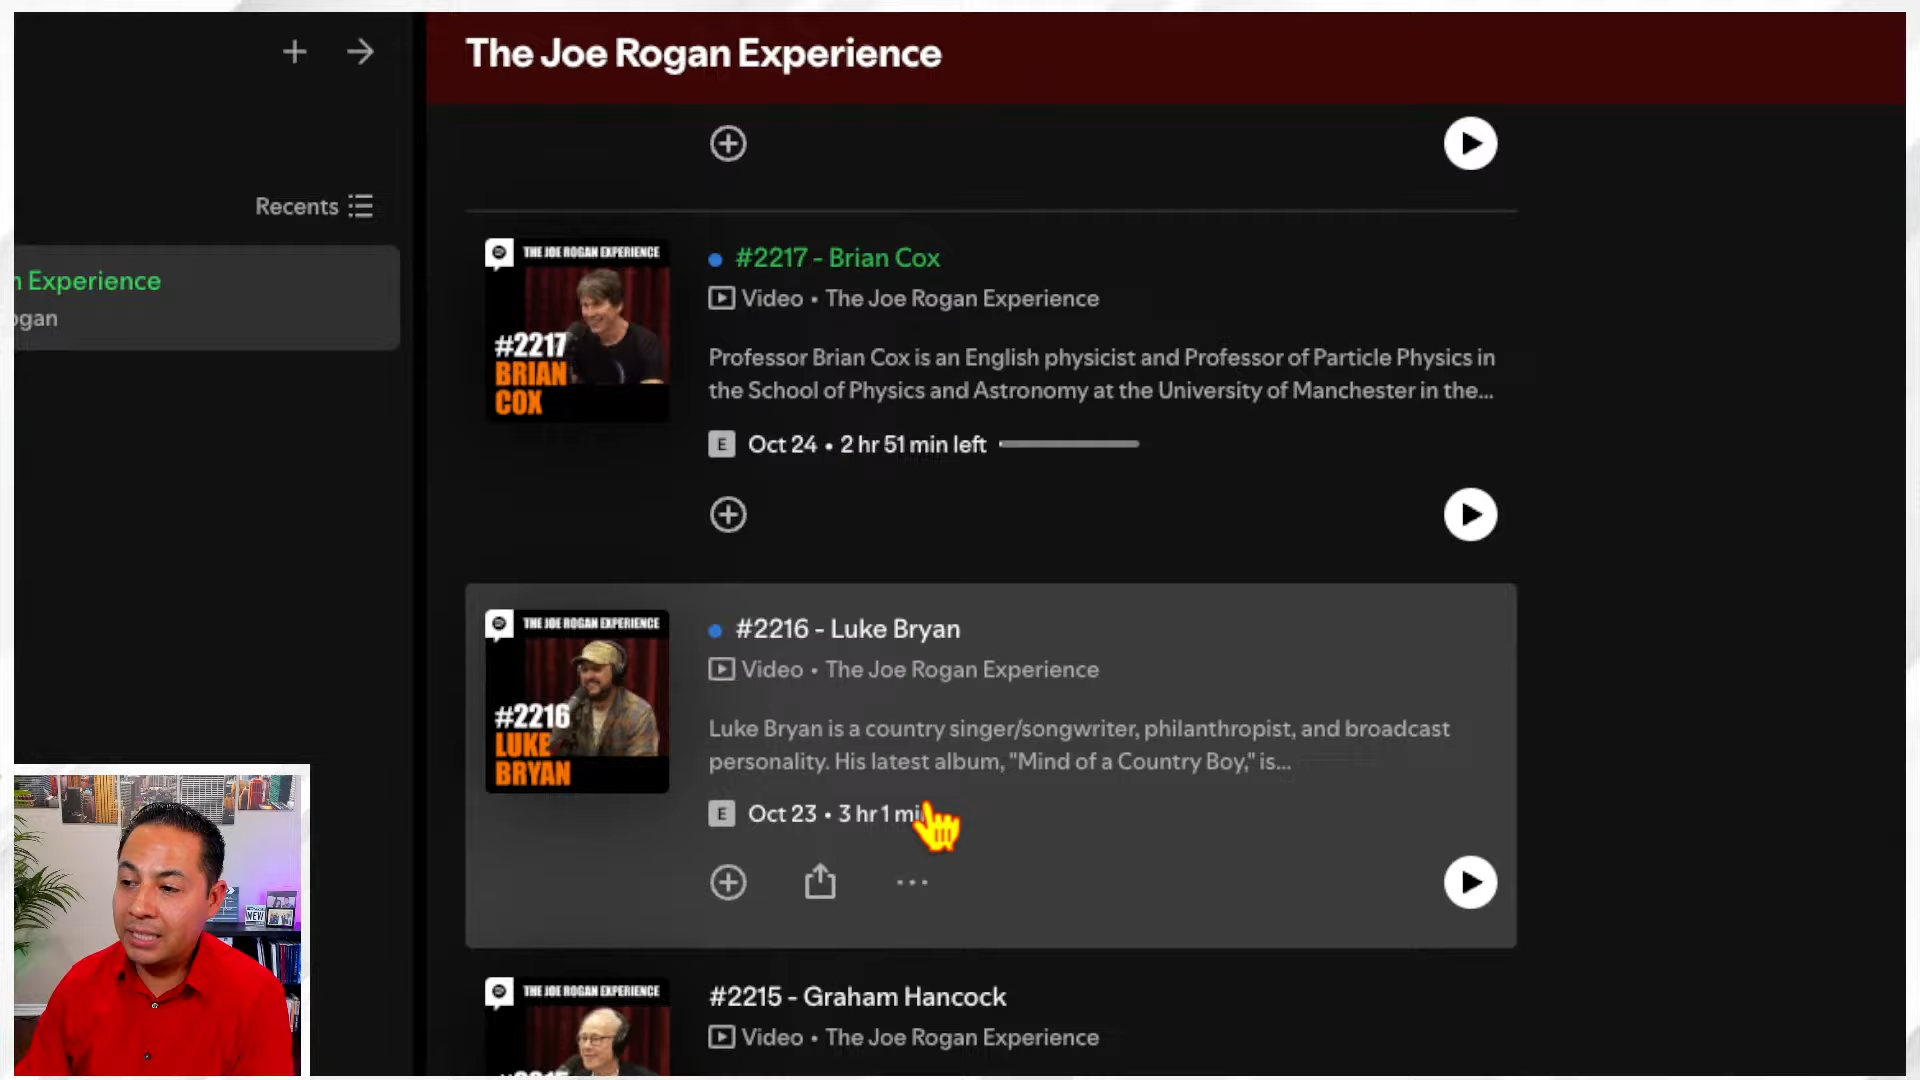 The Joe Rogan Experience
Recents
Experience
ogan
THE JOE ROGAN EXPERIENCE
#2217
BRIAN
COX
#2217 - Brian Cox
Video • The Joe Rogan Experience
Professor Brian Cox is an English physicist and Professor of Particle Physics in
the School of Physics and Astronomy at the University of Manchester in the...
E Oct 24 • 2 hr 51 min left
THE JOE ROGAN EXPERIENCE
#2216
LUKE
BRYAN
#2216 - Luke Bryan
Video • The Joe Rogan Experience
Luke Bryan is a country singer/songwriter, philanthropist, and broadcast
personality. His latest album, "Mind of a Country Boy," is...
E Oct 23 • 3 hr 1 mi
NEW
THE JOE ROGAN EXPERIENCE
#2215 - Graham Hancock
Video • The Joe Rogan Experience